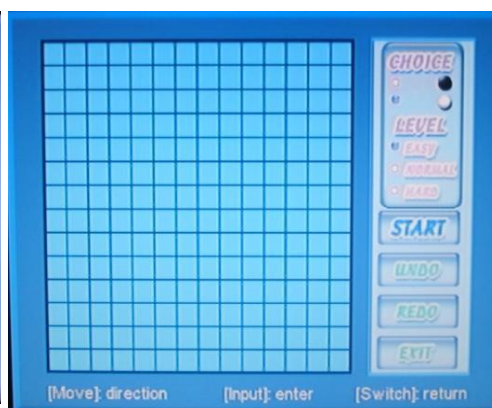 CHOICE
LEVEL
EASY
NORMAL
HARD
START
UNDO
REDO
EXIT
[Move]: direction [Input]: enter [Switch]: return